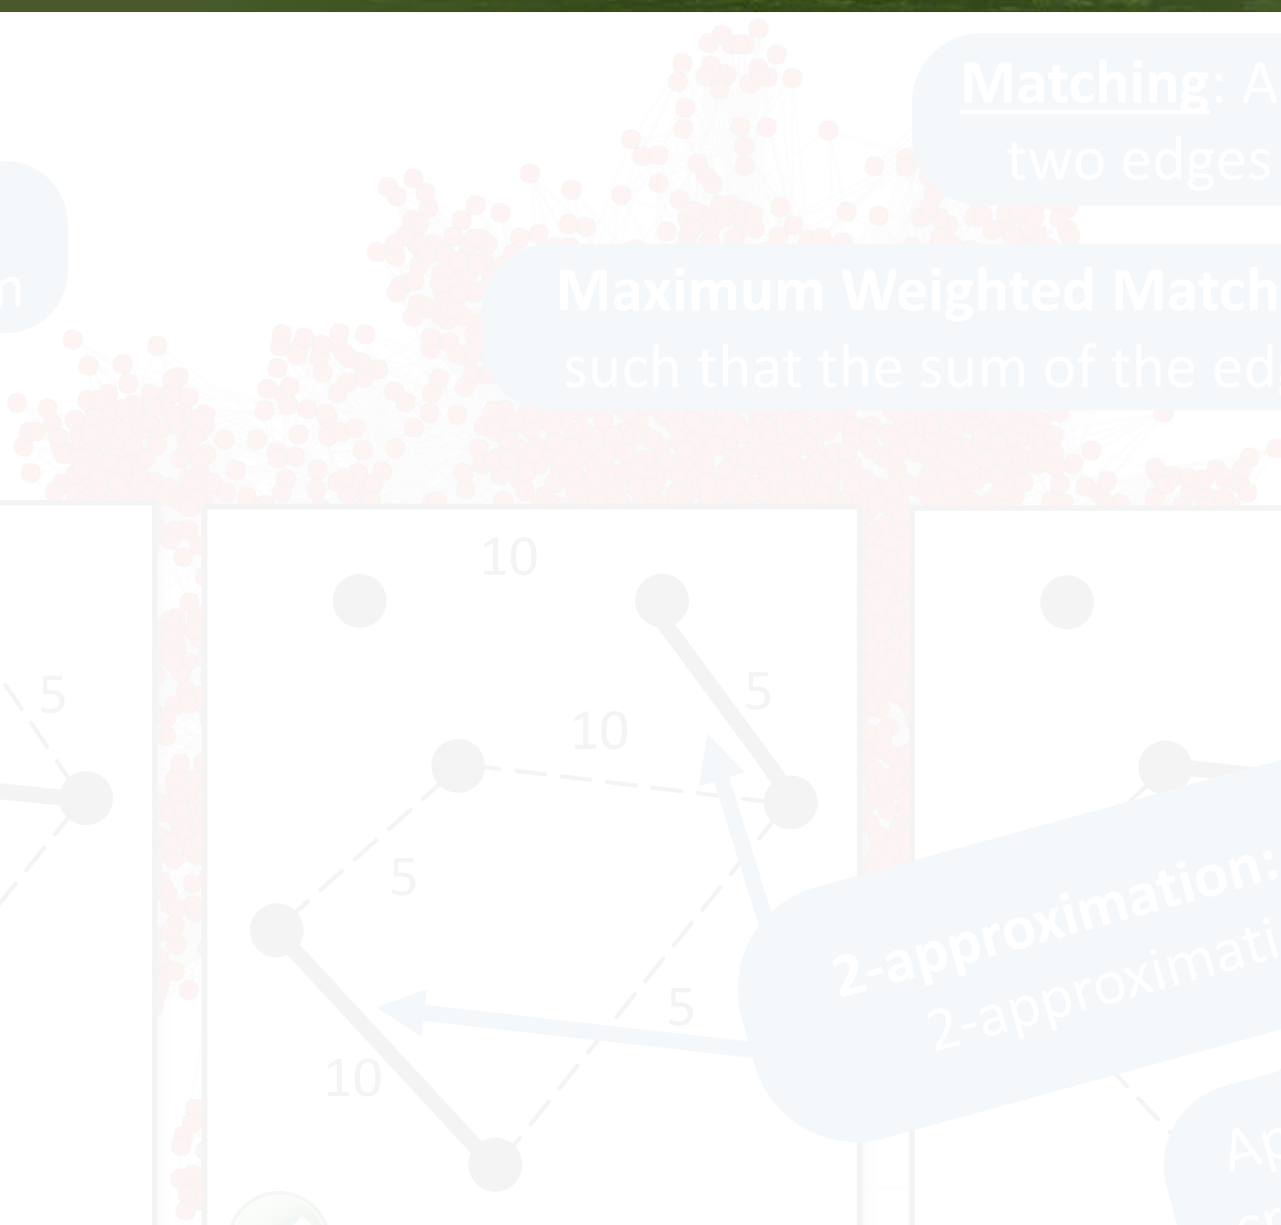 Matching: A
two edges
Maximum Weighted Match
such that the sum of the ed
10
5
5
10
5
2-approximation:
2-approximati
5
10
Ap